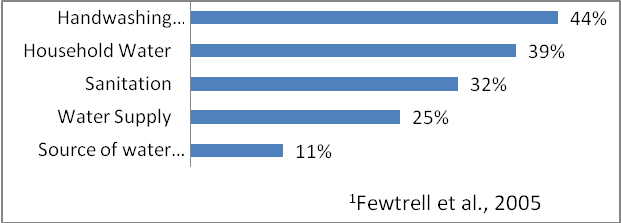 Handwashing… 44%
Household Water 39%
Sanitation 32%
Water Supply 25%
Source of water… 11%
¹Fewtrell et al., 2005